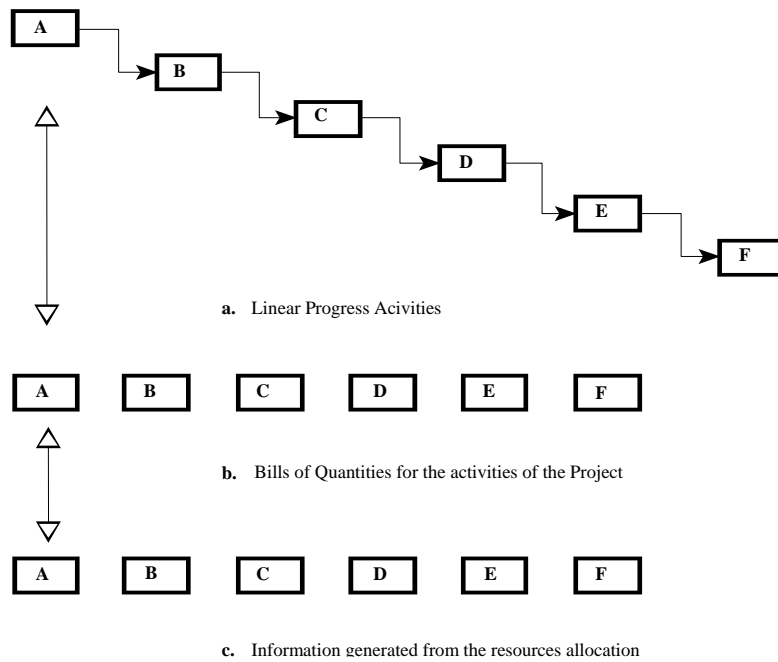 A
B
C
D
E
F
a. Linear Progress Acivities
A B C D E F
b. Bills of Quantities for the activities of the Project
A B C D E F
c. Information generated from the resources allocation